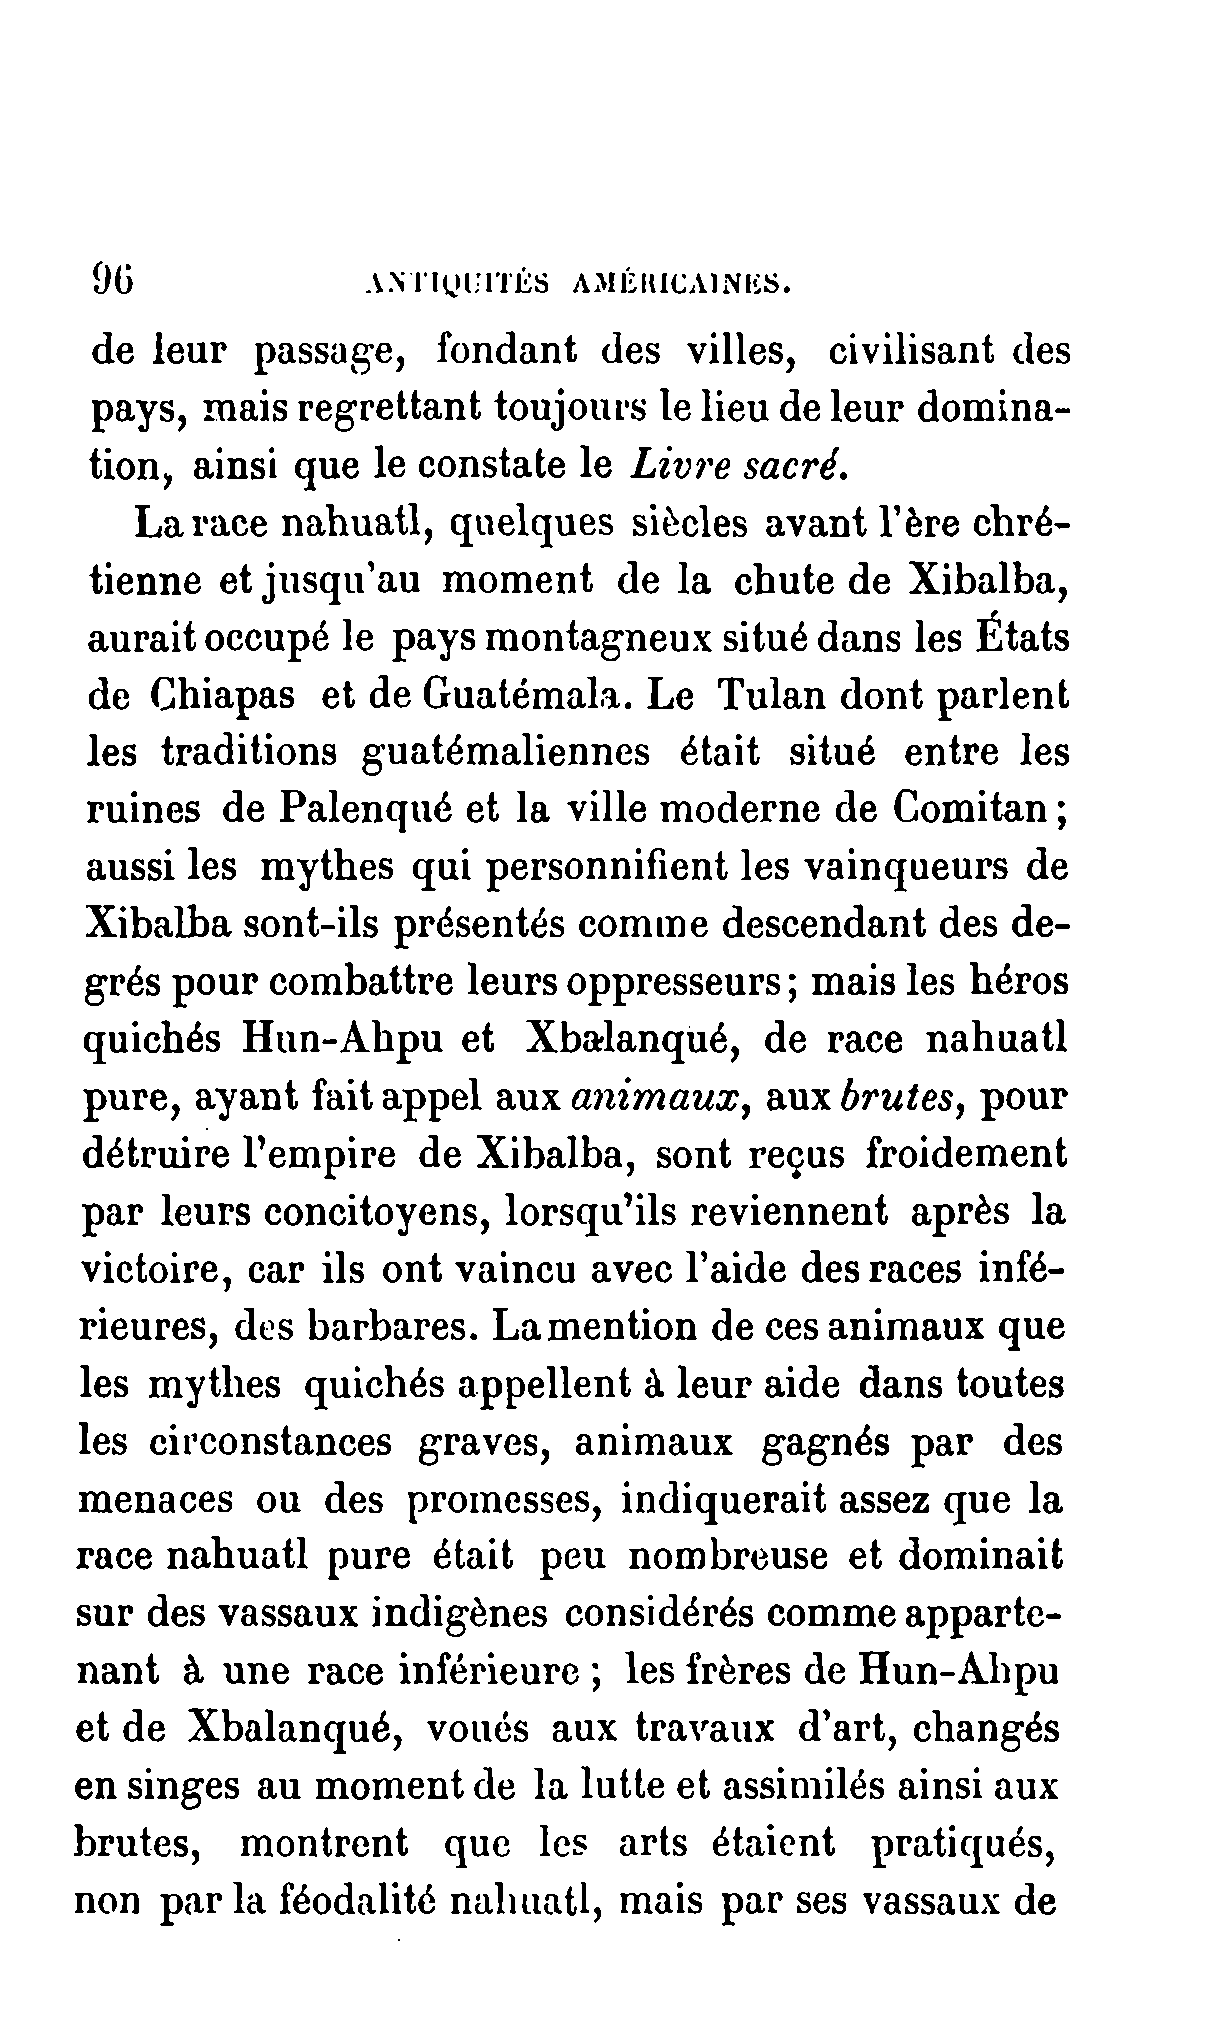 96 ANTIQUITÉS AMÉRICAINES.
de leur passage, fondant des villes, civilisant des
pays, mais regrettant toujours le lieu de leur domina-
tion, ainsi que le constate le Livre sacré.
La race nahuatl, quelques siècles avant l'ère chré-
tienne et jusqu'au moment de la chute de Xibalba,
aurait occupé le pays montagneux situé dans les États
de Chiapas et de Guatémala. Le Tulan dont parlent
les traditions guatémaliennes était situé entre les
ruines de Palenqué et la ville moderne de Comitan ;
aussi les mythes qui personnifient les vainqueurs de
Xibalba sont-ils présentés comme descendant des de-
grés pour combattre leurs oppresseurs ; mais les héros
quichés Hun-Ahpu et Xbalanqué, de race nahuatl
pure, ayant fait appel aux animaux, aux brutes, pour
détruire l'empire de Xibalba, sont reçus froidement
par leurs concitoyens, lorsqu'ils reviennent après la
victoire, car ils ont vaincu avec l'aide des races infé-
rieures, des barbares. La mention de ces animaux que
les mythes quichés appellent à leur aide dans toutes
les circonstances graves, animaux gagnés par des
menaces ou des promesses, indiquerait assez que la
race nahuatl pure était peu nombreuse et dominait
sur des vassaux indigènes considérés comme apparte-
nant à une race inférieure ; les frères de Hun-Ahpu
et de Xbalanqué, voués aux travaux d'art, changés
en singes au moment de la lutte et assimilés ainsi aux
brutes, montrent que les arts étaient pratiqués,
non par la féodalité nahuatl, mais par ses vassaux de